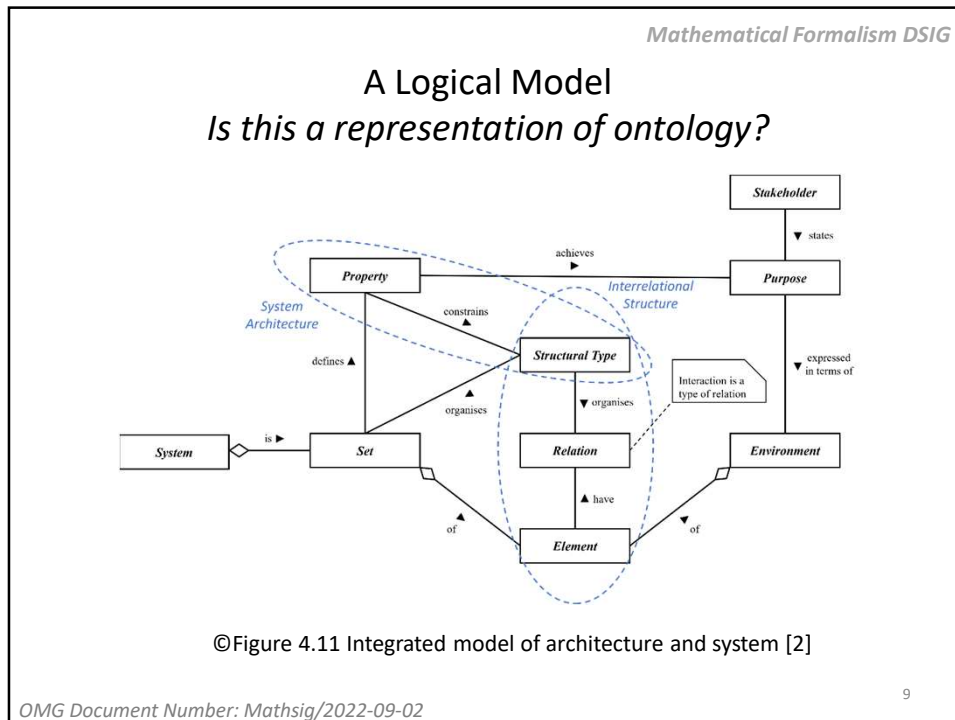 Mathematical Formalism DSIG
A Logical Model
Is this a representation of ontology?
Stakeholder
▼ states
achieves
►
Property
Purpose
Interrelational
Structure
System
Architecture
constrains
▲
Structural Type
defines ▲
▼ expressed
in terms of
Interaction is a
type of relation
▲
organises
▼ organises
is ►
System
Set
Relation
Environment
▲ have
▲
of
▲
of
Element
©Figure 4.11 Integrated model of architecture and system [2]
9
OMG Document Number: Mathsig/2022-09-02